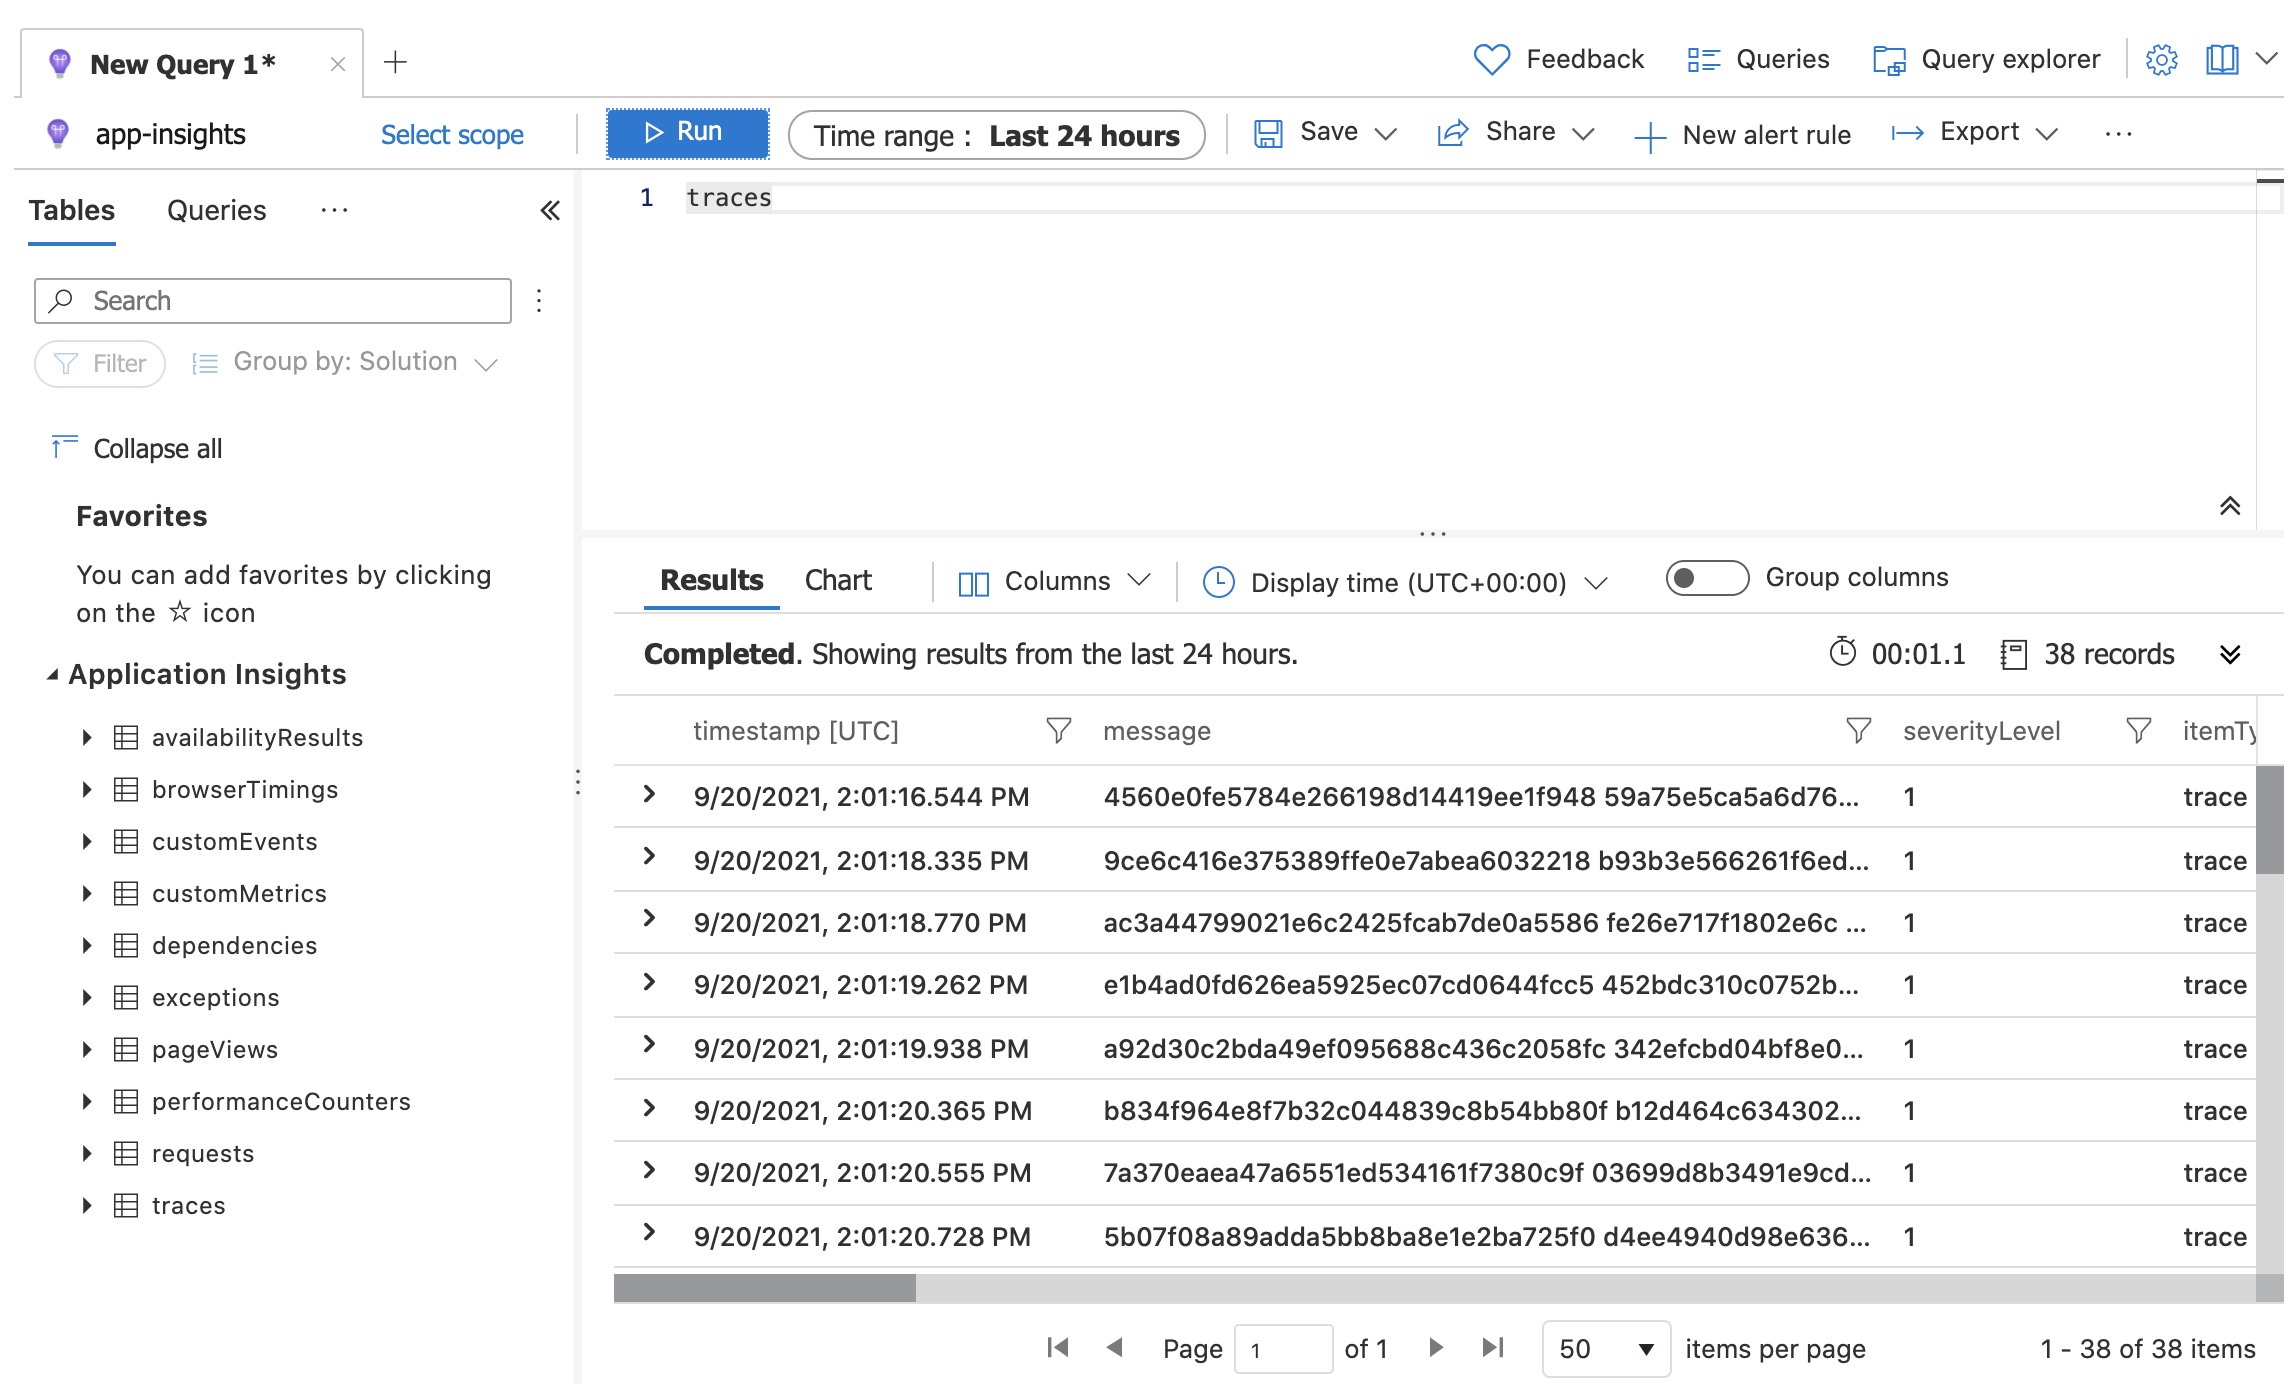 New Query 1*
Feedback
Queries
Query explorer
app-insights
Select scope
Run
Time range : Last 24 hours
Save
Share
New alert rule
Export
Tables
Queries
1 traces
Search
Filter
Group by: Solution
Collapse all
Favorites
You can add favorites by clicking
on the ☆ icon
Application Insights
availabilityResults
browserTimings
customEvents
customMetrics
dependencies
exceptions
pageViews
performanceCounters
requests
traces
Results
Chart
Columns
Display time (UTC+00:00)
Group columns
Completed. Showing results from the last 24 hours.
00:01.1
38 records
timestamp [UTC] message severityLevel itemTy
9/20/2021, 2:01:16.544 PM 4560e0fe5784e266198d14419ee1f948 59a75e5ca5a6d76... 1 trace
9/20/2021, 2:01:18.335 PM 9ce6c416e375389ffe0e7abea6032218 b93b3e566261f6ed... 1 trace
9/20/2021, 2:01:18.770 PM ac3a44799021e6c2425fcab7de0a5586 fe26e717f1802e6c ... 1 trace
9/20/2021, 2:01:19.262 PM e1b4ad0fd626ea5925ec07cd0644fcc5 452bdc310c0752b... 1 trace
9/20/2021, 2:01:19.938 PM a92d30c2bda49ef095688c436c2058fc 342efcbd04bf8e0... 1 trace
9/20/2021, 2:01:20.365 PM b834f964e8f7b32c044839c8b54bb80f b12d464c634302... 1 trace
9/20/2021, 2:01:20.555 PM 7a370eaea47a6551ed534161f7380c9f 03699d8b3491e9cd... 1 trace
9/20/2021, 2:01:20.728 PM 5b07f08a89adda5bb8ba8e1e2ba725f0 d4ee4940d98e636... 1 trace
Page 1 of 1
50 items per page
1 - 38 of 38 items